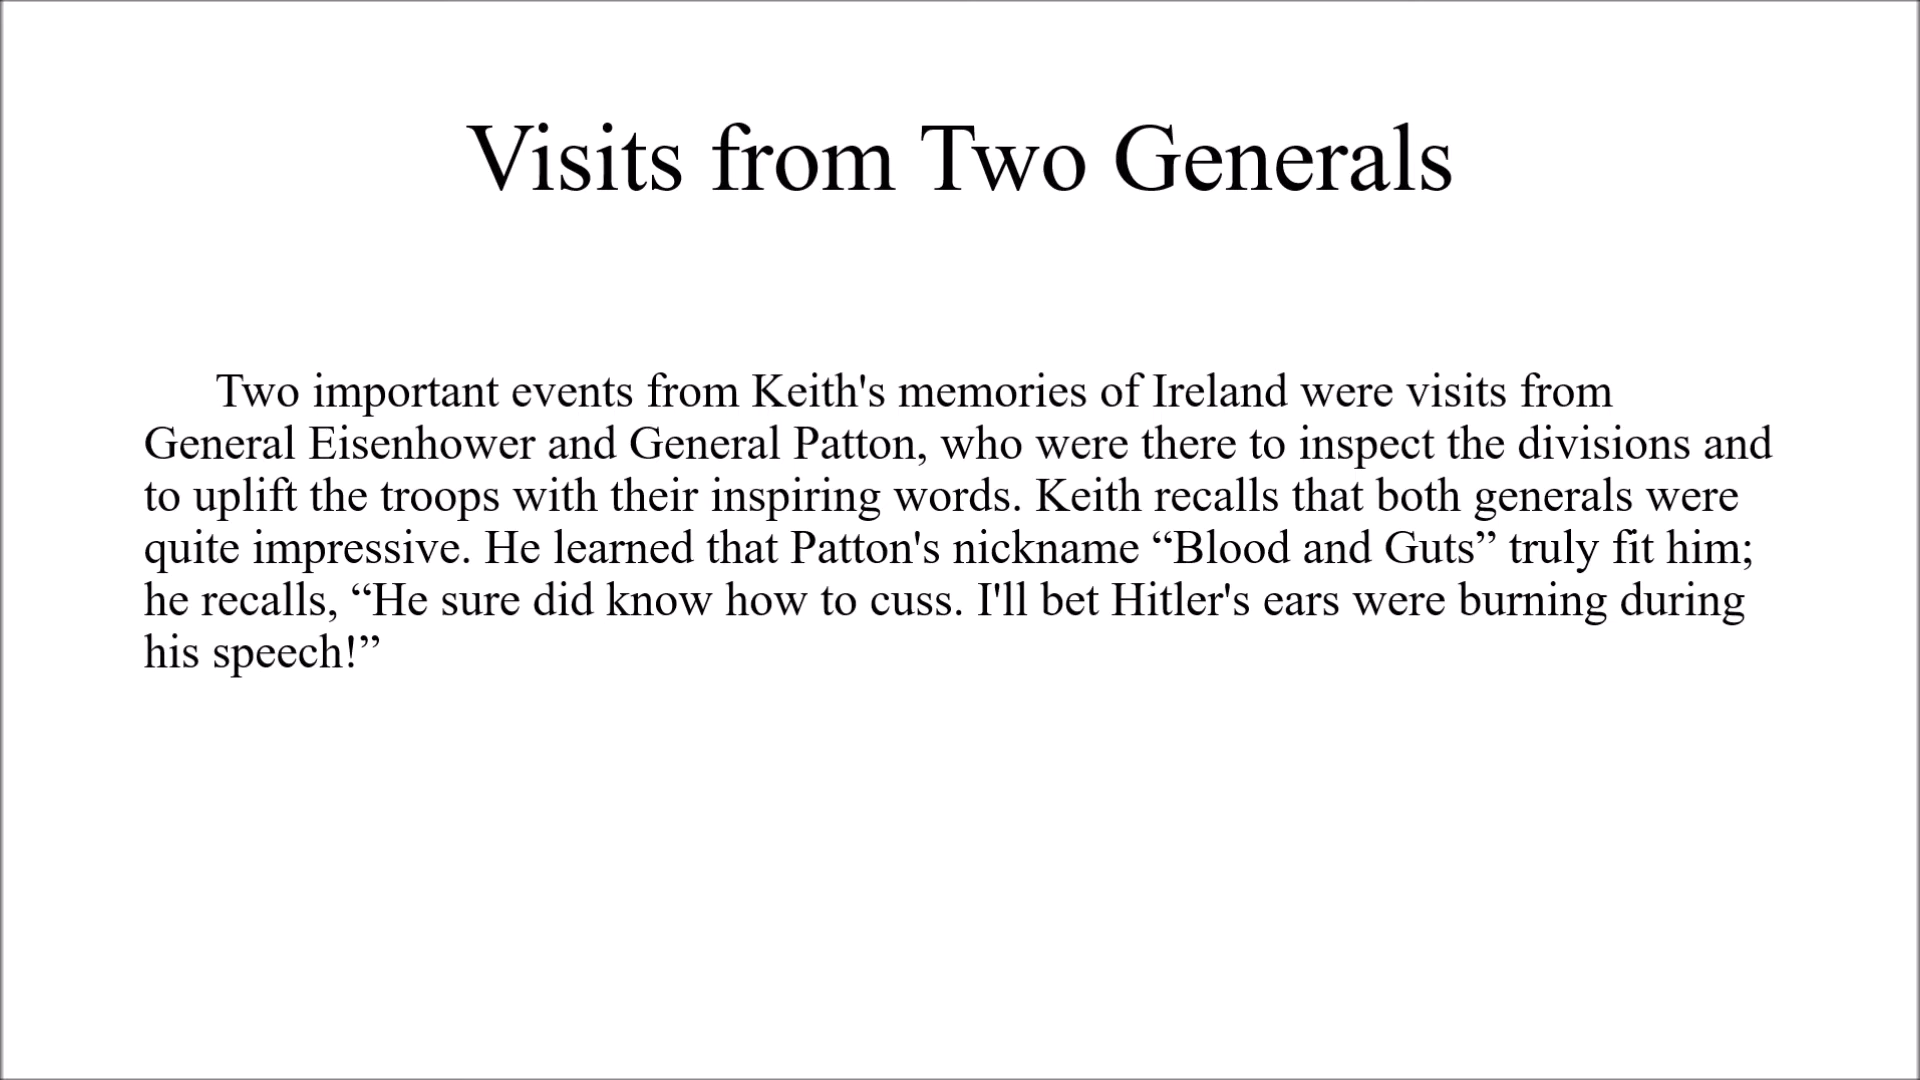 Visits from Two Generals
Two important events from Keith's memories of Ireland were visits from
General Eisenhower and General Patton, who were there to inspect the divisions and
to uplift the troops with their inspiring words. Keith recalls that both generals were
quite impressive. He learned that Patton's nickname “Blood and Guts” truly fit him;
he recalls, “He sure did know how to cuss. I'll bet Hitler's ears were burning during
his speech!”